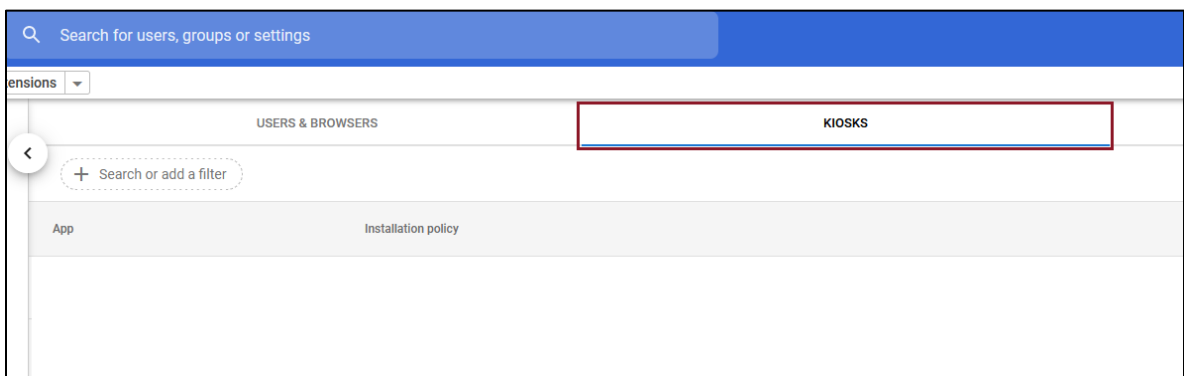 Search for users, groups or settings
ensions
USERS & BROWSERS KIOSKS
Search or add a filter
App Installation policy